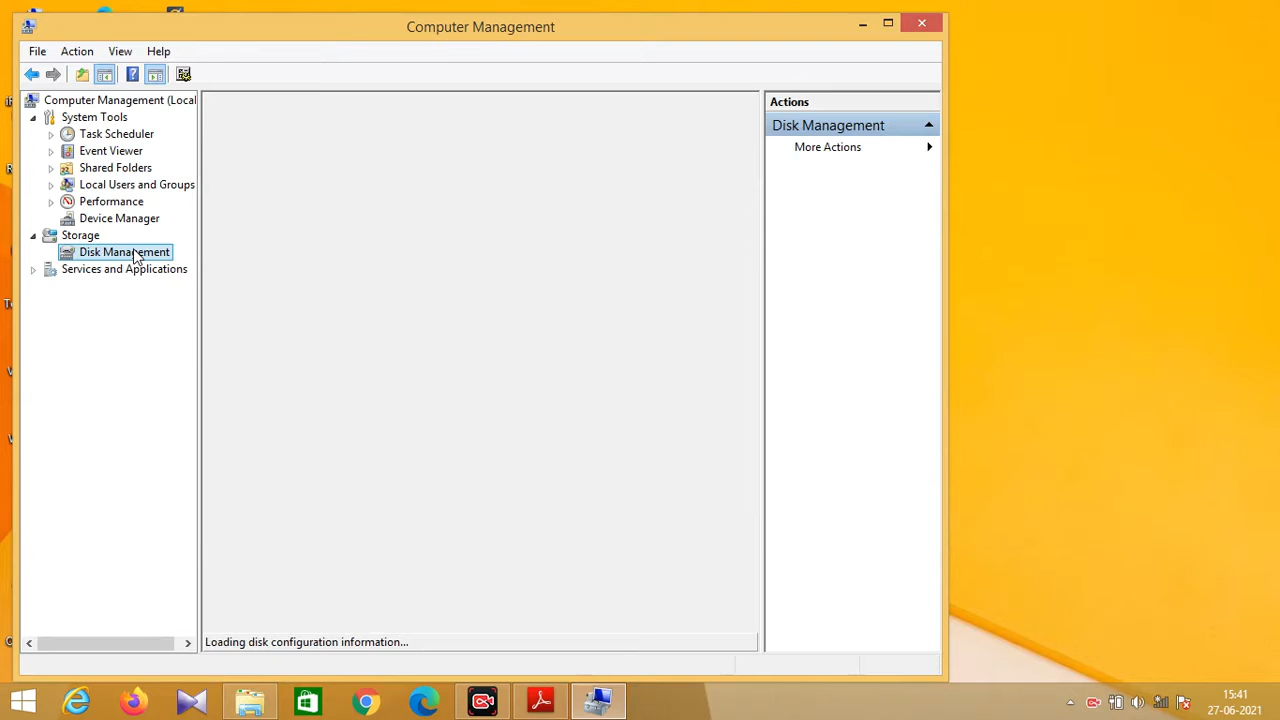 Computer Management
File Action View Help
Computer Management (Local
System Tools
Task Scheduler
Event Viewer
Shared Folders
Local Users and Groups
Performance
Device Manager
Storage
Disk Management
Services and Applications
Loading disk configuration information...
Actions
Disk Management
More Actions
15:41
27-06-2021